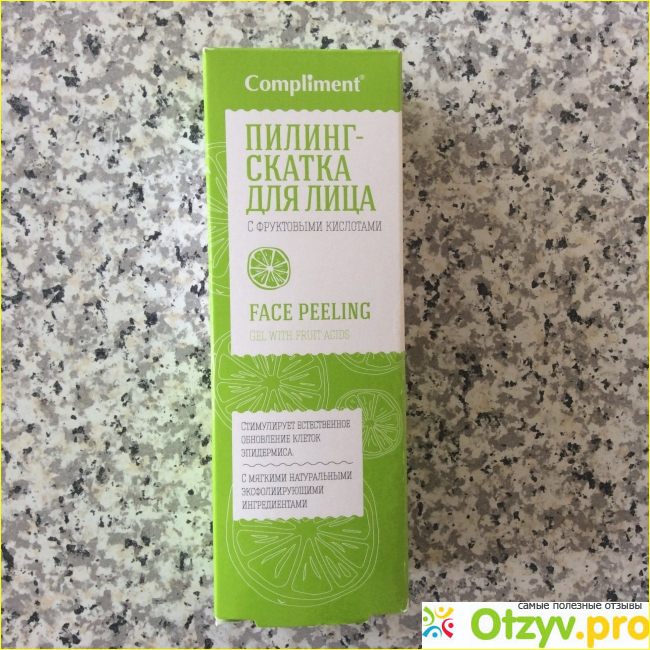 Compliment®
ПИЛИНГ-
СКАТКА
ДЛЯ ЛИЦА
С ФРУКТОВЫМИ КИСЛОТАМИ
FACE PEELING
GEL WITH FRUIT ACIDS
СТИМУЛИРУЕТ ЕСТЕСТВЕННОЕ
ОБНОВЛЕНИЕ КЛЕТОК
ЭПИДЕРМИСА
С МЯГКИМИ НАТУРАЛЬНЫМИ
ЭКСФОЛИИРУЮЩИМИ
ИНГРЕДИЕНТАМИ
самые полезные отзывы
Otzyv.pro